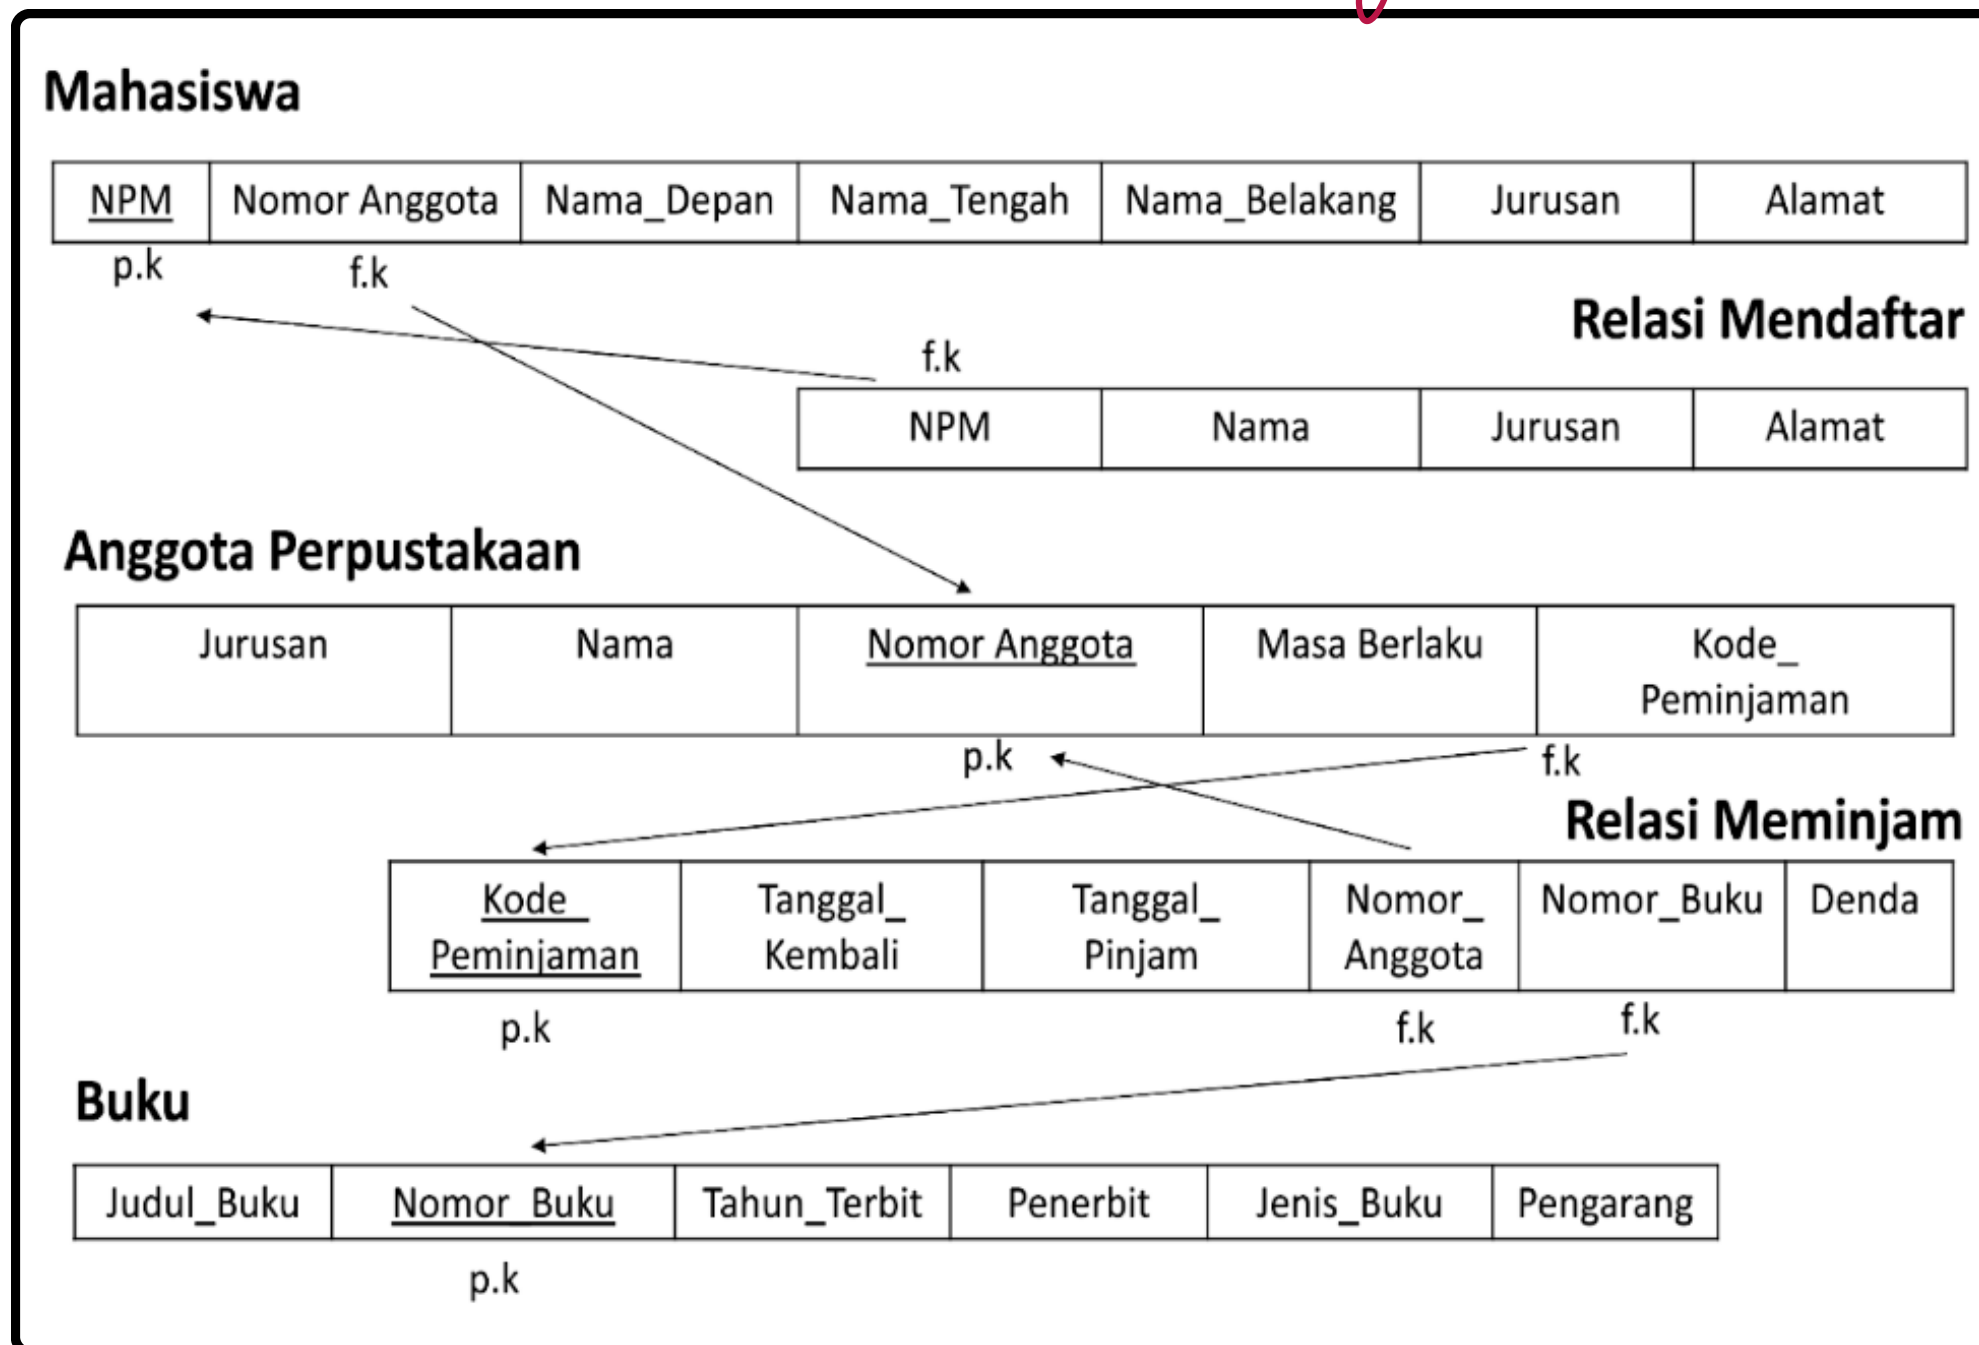 Mahasiswa
NPM Nomor Anggota Nama_Depan Nama_Tengah Nama_Belakang Jurusan Alamat
p.k f.k
Relasi Mendaftar
f.k
NPM Nama Jurusan Alamat
Anggota Perpustakaan
Jurusan Nama Nomor Anggota Masa Berlaku Kode_
Peminjaman
p.k f.k
Relasi Meminjam
Kode_ Tanggal_ Tanggal_ Nomor_ Nomor_Buku Denda
Peminjaman Kembali Pinjam Anggota
p.k f.k f.k
Buku
Judul_Buku Nomor_Buku Tahun_Terbit Penerbit Jenis_Buku Pengarang
p.k